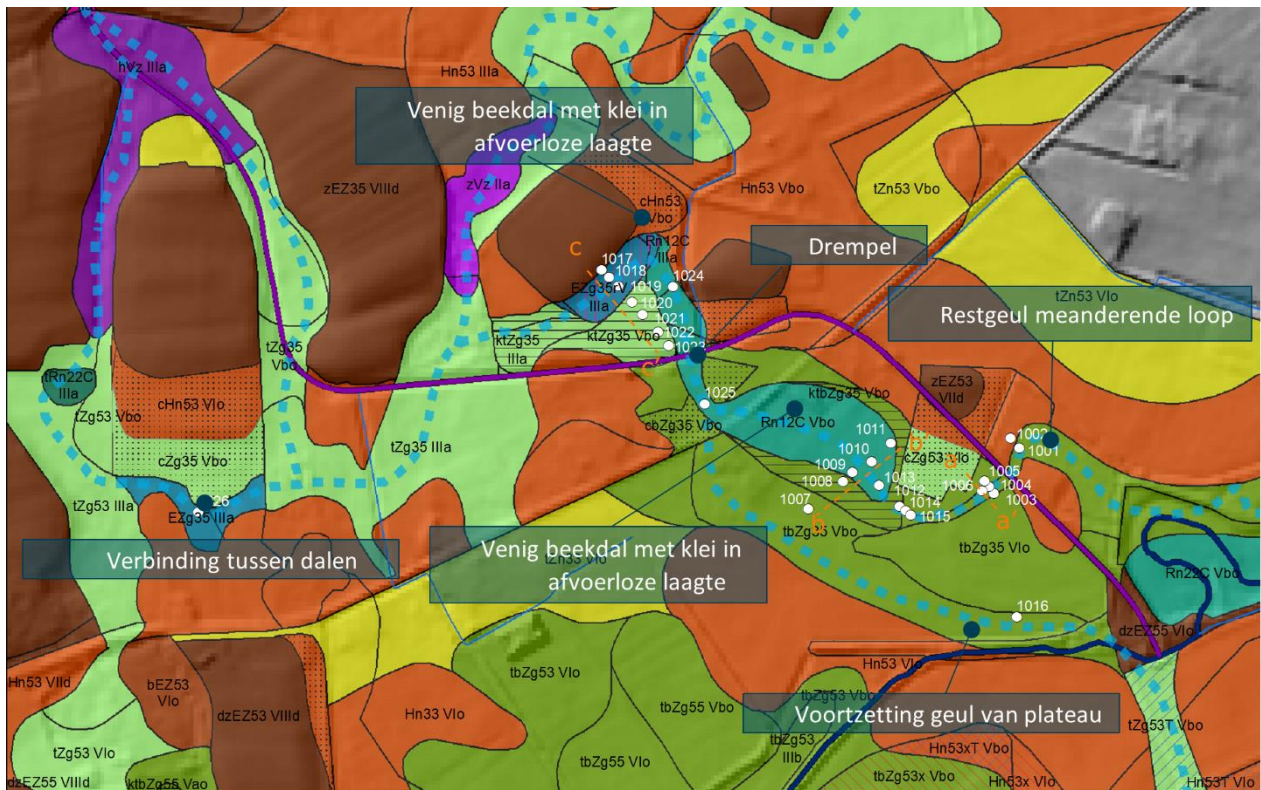 hVz IIIa
Hn53 IIIa
Venig beekdal met klei in
afvoerloze laagte
zEZ35 VIIId
zVz IIa
Hn53 Vbo
tZn53 Vbo
cHn53
Vbo
Rn12C
IIIa
Drempel
C
1017
1018
1019
1024
EZg35 IV
IIIa
1020
1021
1022
1023
ktZg35
IIIa
ktZg35 Vbo
c'
tZn53 VIo
Restgeul meanderende loop
tZg35
Vbo
tRn22C
IIIa
tZg53 Vbo
cHn53 VIo
zEZ53
VIId
ktbZg35 Vbo
1025
cbZg35 Vbo
Rn12C Vbo
tZg35 IIIa
cZg35 Vbo
1011
b
1002
1001
1010
cZg53 VIo
a
1009
1008
1013
1005
1006
1004
1003
1007
b
1012
1014
1015
a'
tZg53 IIIa
26
EZg35 IIIa
tbZg35 Vbo
tbZg35 VIo
Verbinding tussen dalen
tZn33 VIo
Venig beekdal met klei in
afvoerloze laagte
Rn22C Vbo
1016
dzEZ55 VIo
Hn53 VIId
bEZ53
VIo
dzEZ53 VIIId
Hn33 VIo
tbZg53 VIo
tbZg55 Vbo
tbZg53 Vbo
Hn53 VIo
Voortzetting geul van plateau
tZg53T Vbo
tZg53 VIo
tbZg53
IIIb
Hn53xT Vbo
dzEZ55 VIIId
ktbZg55 Vao
tbZg55 VIo
tbZg53x Vbo
Hn53x VIo
Hn53T VIo